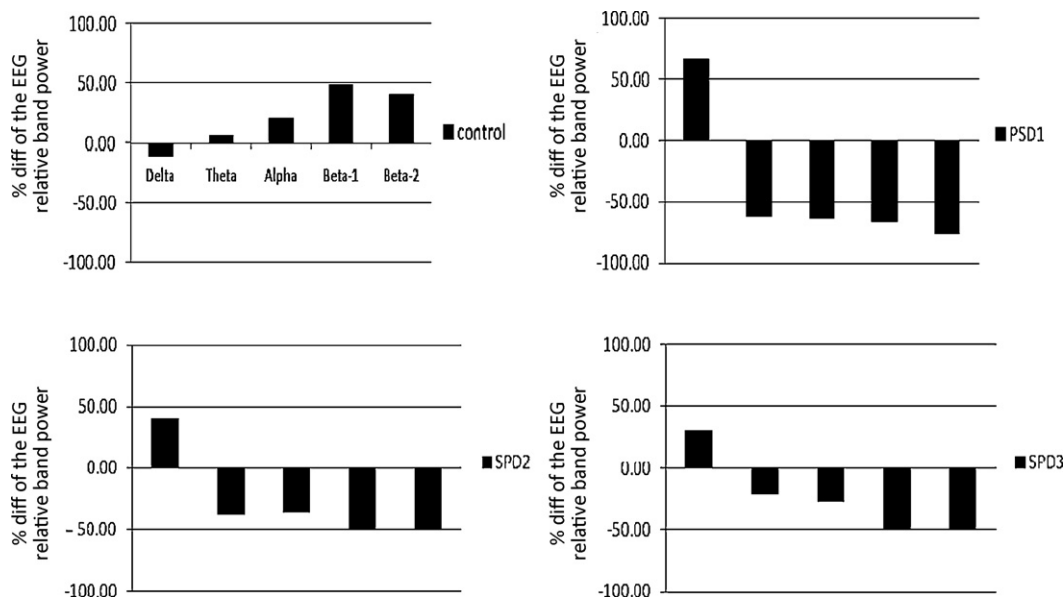 % diff of the EEG
relative band power
100.00
50.00
0.00
-50.00
-100.00
Delta Theta Alpha Beta-1 Beta-2
control
% diff of the EEG
relative band power
100.00
50.00
0.00
-50.00
-100.00
PSD1
% diff of the EEG
relative band power
100.00
50.00
0.00
-50.00
-100.00
SPD2
% diff of the EEG
relative band power
100.00
50.00
0.00
-50.00
-100.00
SPD3